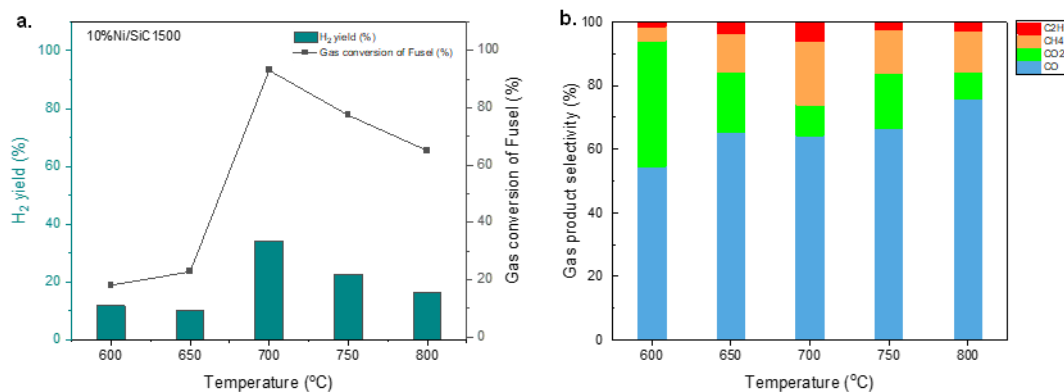 a.
10%Ni/SiC1500
H2 yield (%)
Gas conversion of Fusel (%)
100
80
60
40
20
0
H2 yield (%)
100
80
60
40
20
0
Gas conversion of Fusel (%)
600 650 700 750 800
Temperature (oC)
b.
C2H
CH4
CO2
CO
100
80
60
40
20
0
Gas product selectivity (%)
600 650 700 750 800
Temperature (oC)